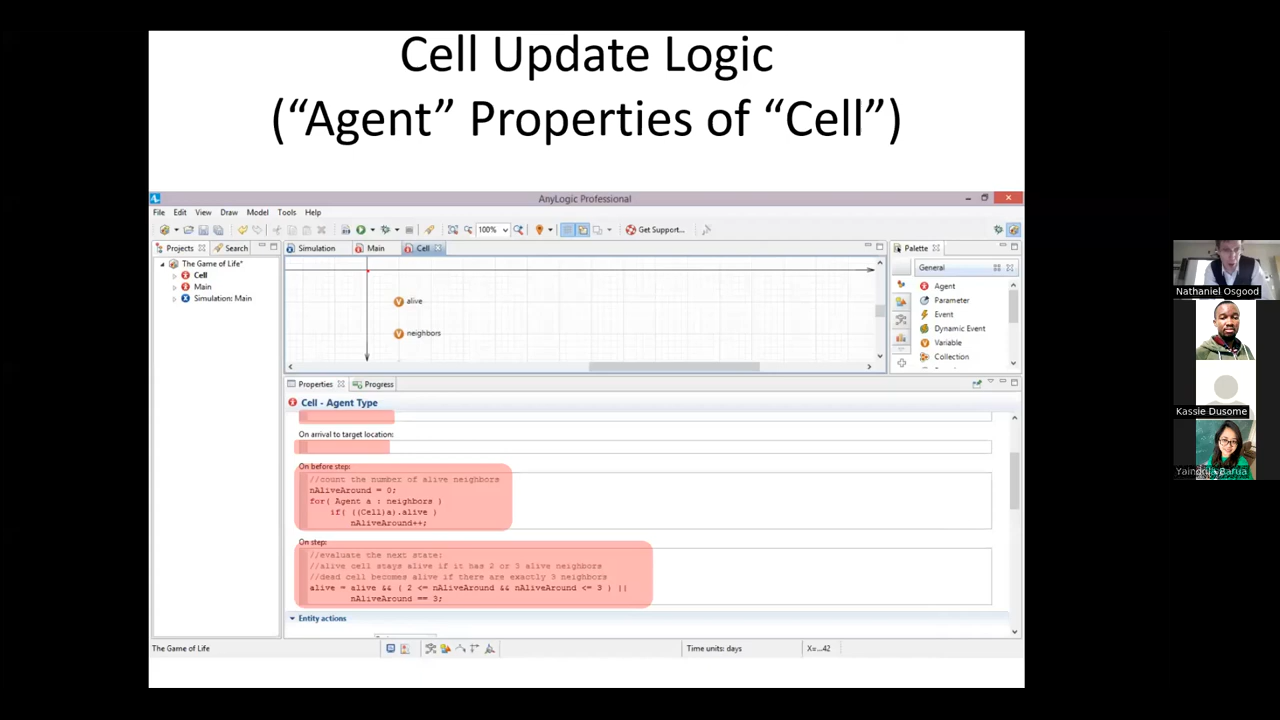 Cell Update Logic
(“Agent” Properties of “Cell”)
AnyLogic Professional
File Edit View Draw Model Tools Help
100%
Get Support...
Projects
Search
Simulation
Main
Cell
Palette
The Game of Life*
Cell
Main
Simulation: Main
alive
neighbors
General
Agent
Parameter
Event
Dynamic Event
Variable
Collection
Properties
Progress
Cell - Agent Type
On arrival to target location:
On before step:
//count the number of alive neighbors
nAliveAround = 0;
for( Agent a : neighbors )
if( ((Cell)a).alive )
nAliveAround++;
On step:
//evaluate the next state:
//alive cell stays alive if it has 2 or 3 alive neighbors
//dead cell becomes alive if there are exactly 3 neighbors
alive = alive && ( 2 <= nAliveAround && nAliveAround <= 3 ) ||
nAliveAround == 3;
Entity actions
The Game of Life
Time units: days
X=...42
Nathaniel Osgood
Kassie Dusome
Barua